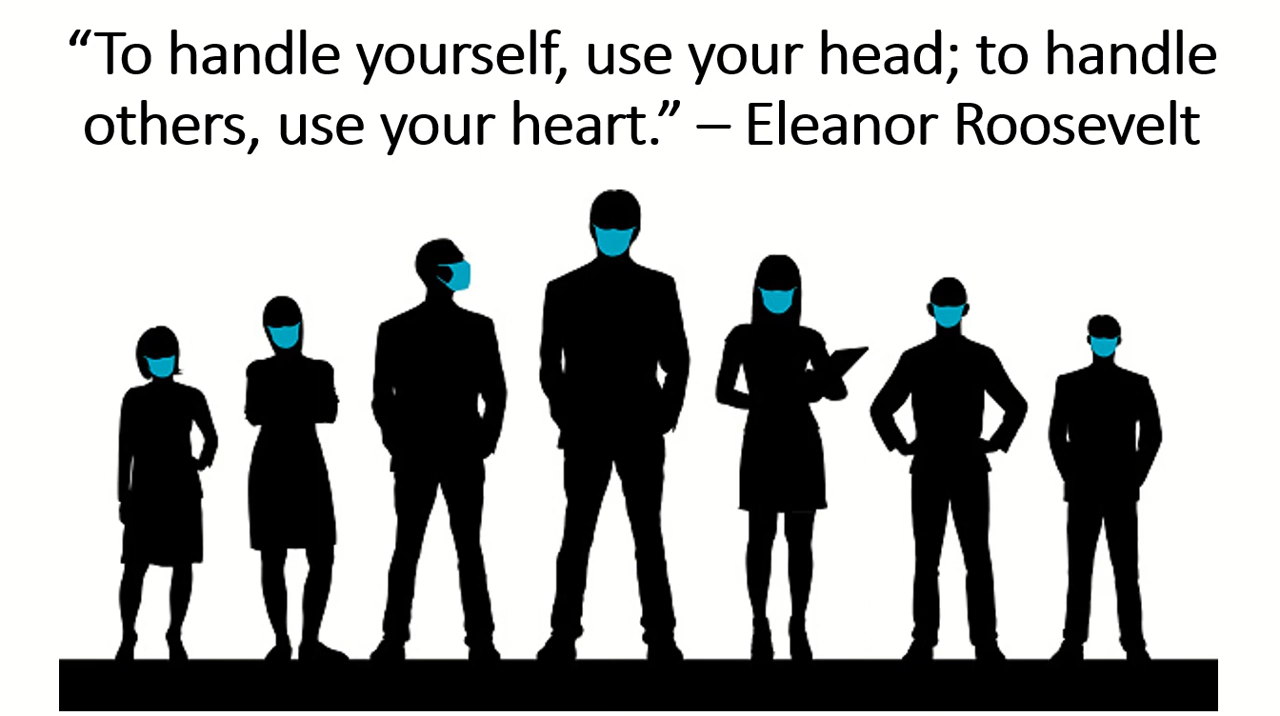 “To handle yourself, use your head; to handle
others, use your heart.” – Eleanor Roosevelt